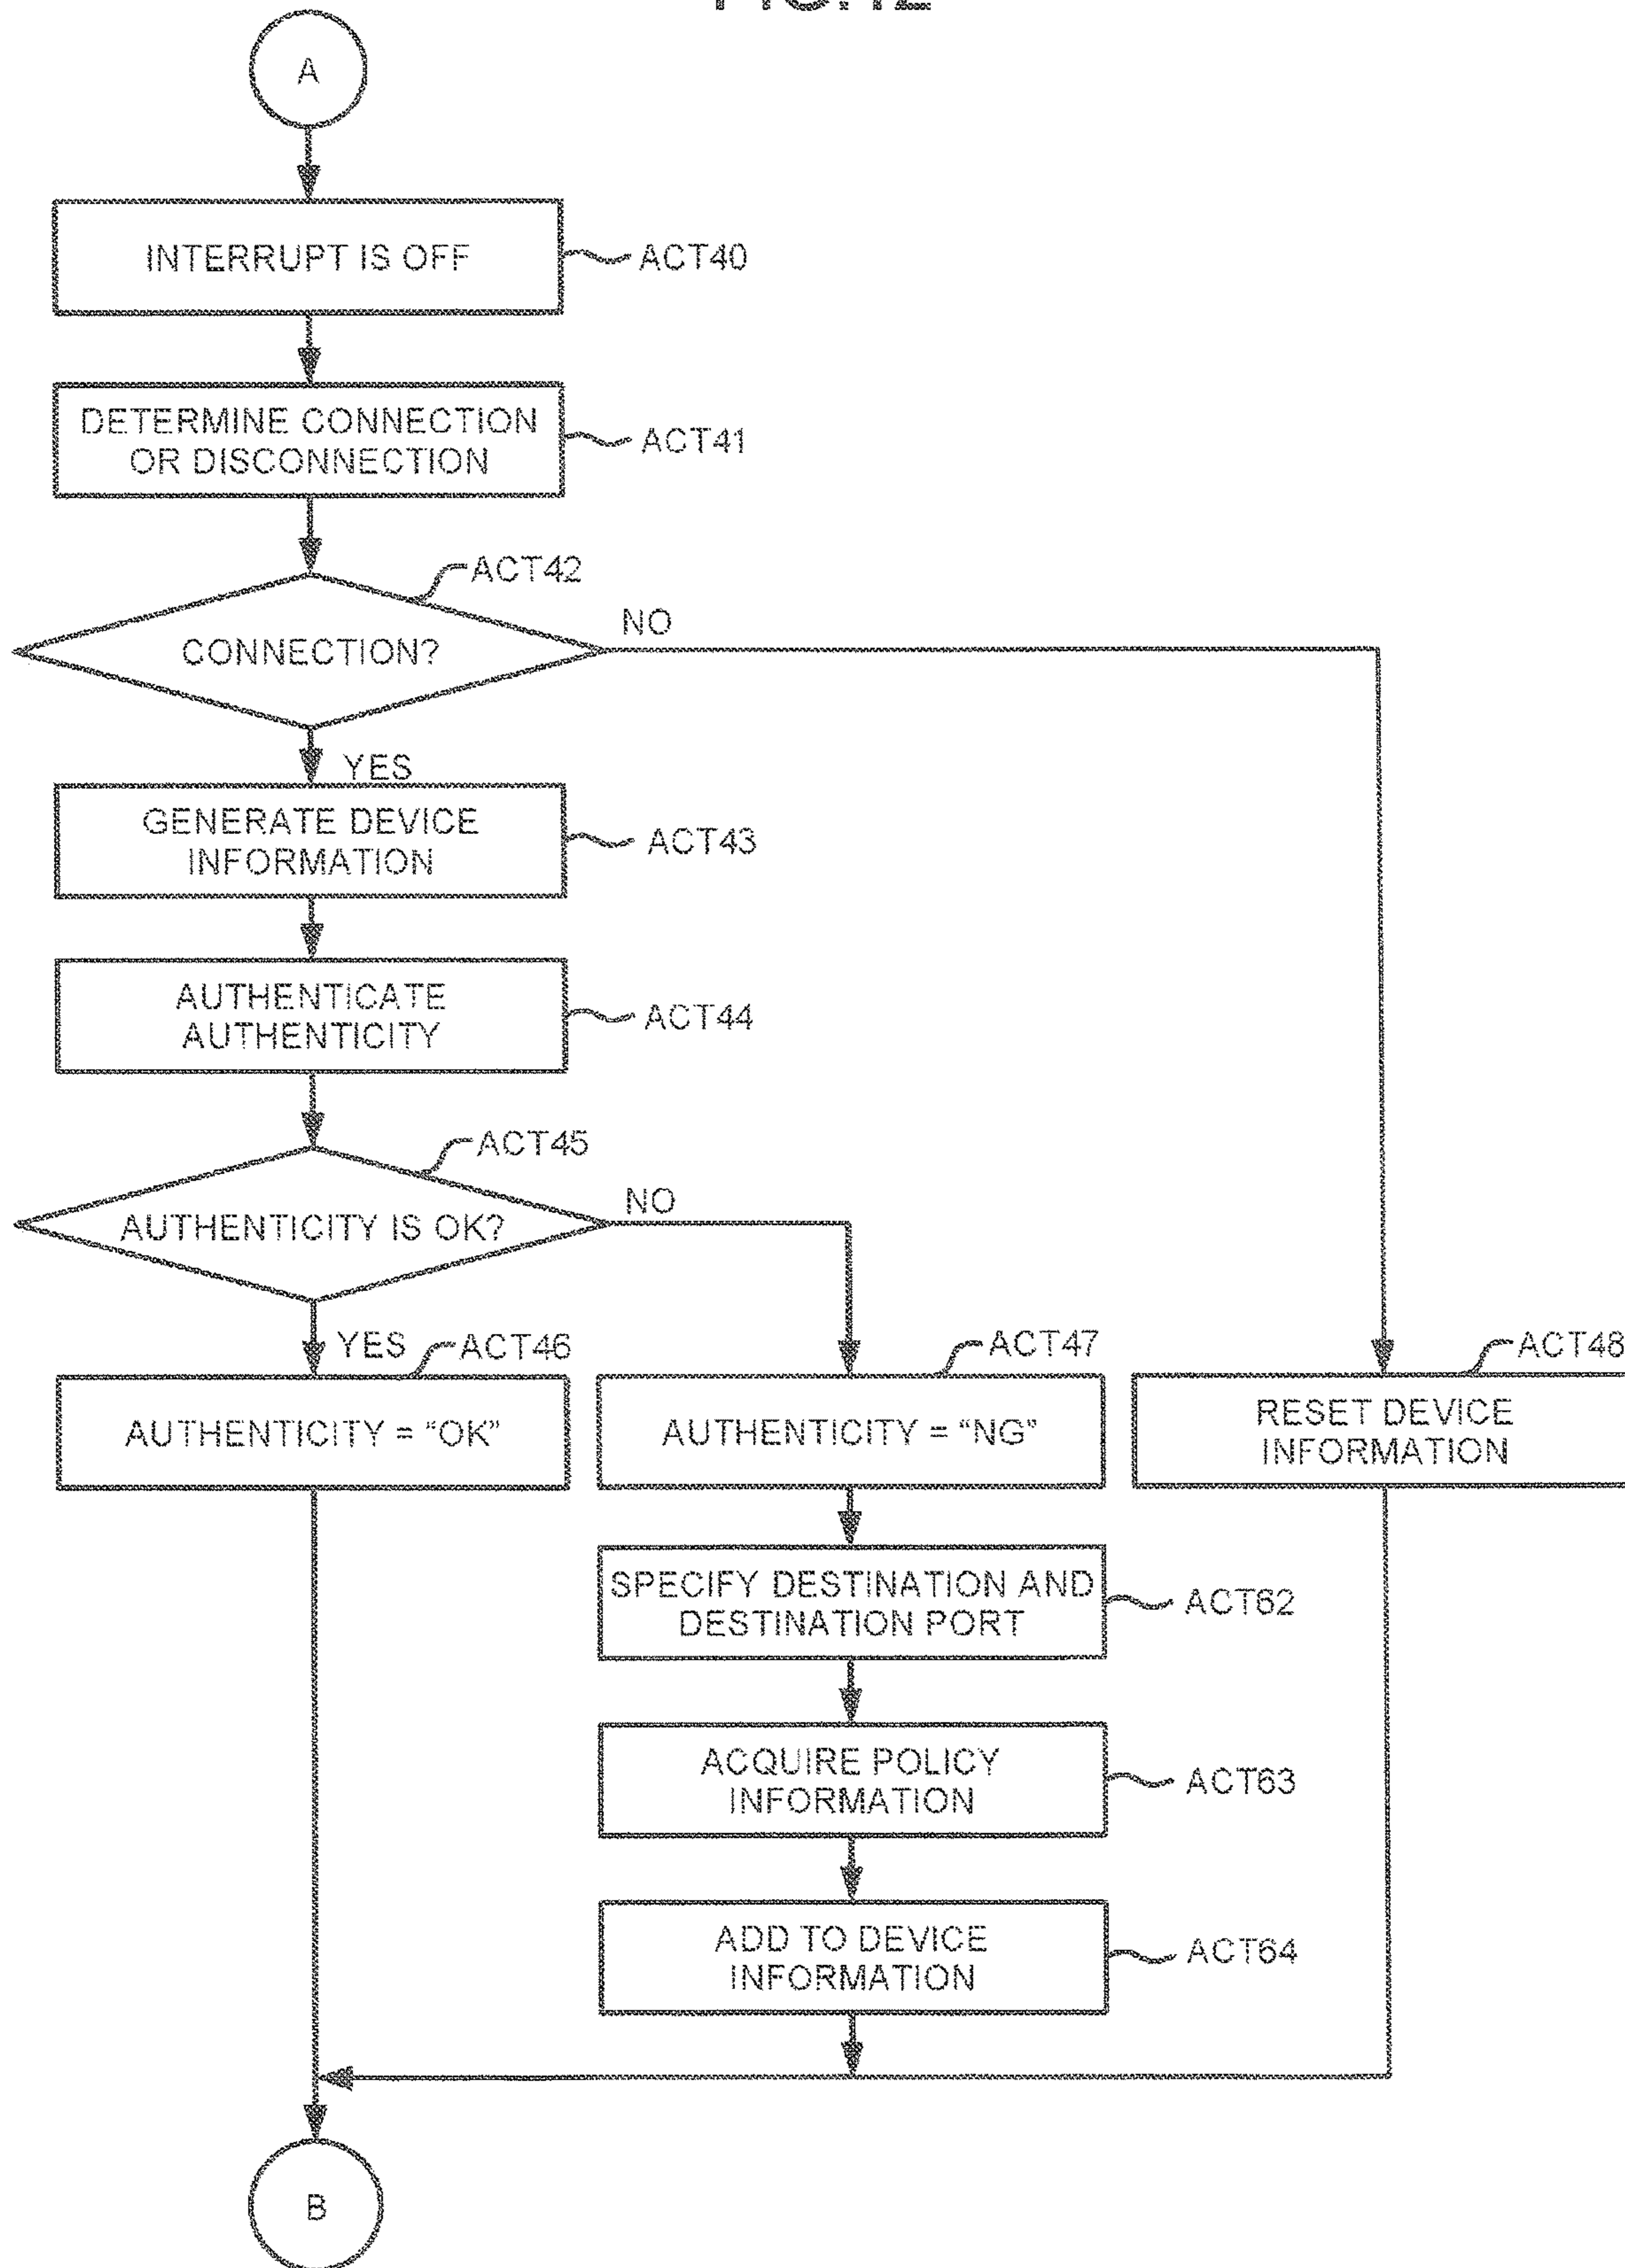 A
INTERRUPT IS OFF
ACT40
DETERMINE CONNECTION
OR DISCONNECTION
ACT41
ACT42
CONNECTION?
NO
YES
GENERATE DEVICE
INFORMATION
ACT43
AUTHENTICATE
AUTHENTICITY
ACT44
ACT45
AUTHENTICITY IS OK?
NO
YES
ACT46
AUTHENTICITY = “OK”
ACT47
AUTHENTICITY = “NG”
ACT48
RESET DEVICE
INFORMATION
SPECIFY DESTINATION AND
DESTINATION PORT
ACT62
ACQUIRE POLICY
INFORMATION
ACT63
ADD TO DEVICE
INFORMATION
ACT64
B